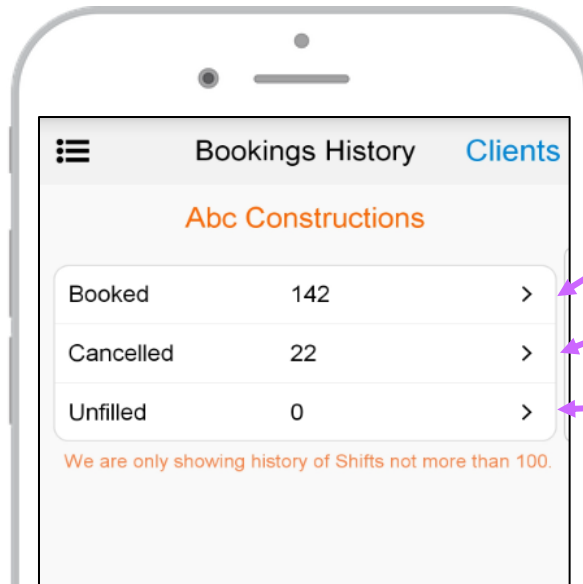 Bookings History Clients
Abc Constructions
Booked 142 >
Cancelled 22 >
Unfilled 0 >
We are only showing history of Shifts not more than 100.